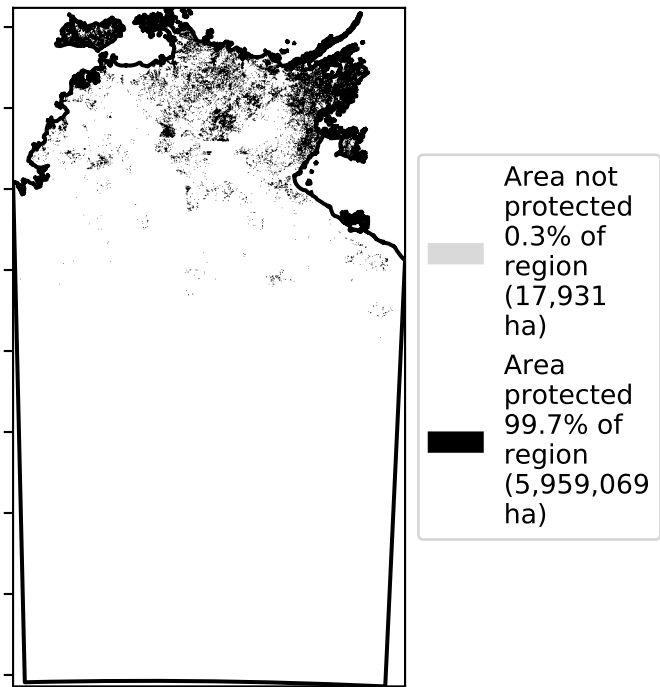 Area not
protected
0.3% of
region
(17,931
ha)
Area
protected
99.7% of
region
(5,959,069
ha)